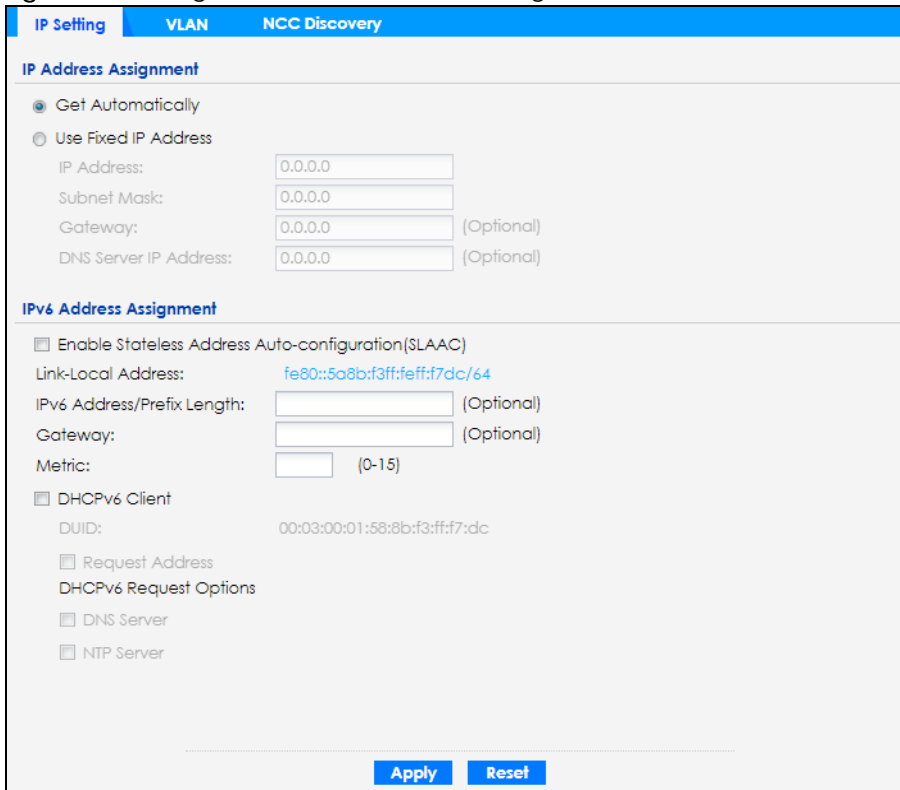 IP Setting VLAN NCC Discovery
IP Address Assignment
Get Automatically
Use Fixed IP Address
IP Address: 0.0.0.0
Subnet Mask: 0.0.0.0
Gateway: 0.0.0.0 (Optional)
DNS Server IP Address: 0.0.0.0 (Optional)
IPv6 Address Assignment
Enable Stateless Address Auto-configuration(SLAAC)
Link-Local Address: fe80::5a8b:f3ff:feff:f7dc/64
IPv6 Address/Prefix Length: (Optional)
Gateway: (Optional)
Metric: (0-15)
DHCPv6 Client
DUID: 00:03:00:01:58:8b:f3:ff:f7:dc
Request Address
DHCPv6 Request Options
DNS Server
NTP Server
Apply Reset